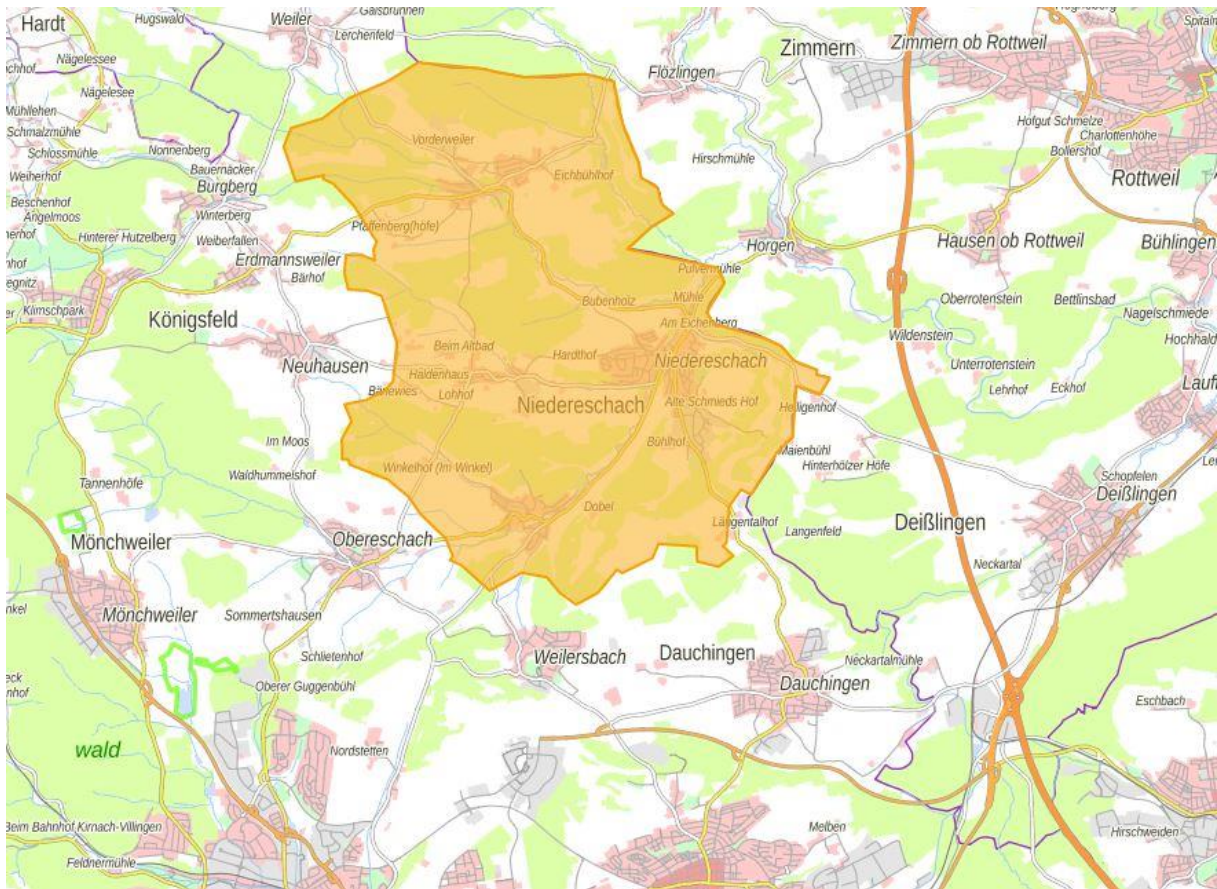 Hardt
Hugswald
Weiler
Gaisbrunnen
Lerchenfeld
Zimmern
Zimmern ob Rottweil
Nägelessee
Nägelesee
Flözlingen
Mühllehen
Schmalzmühle
Schlossmühle
Nonnenberg
Vorderweiler
Hirschmühle
Hofgut Schmelze
Charlottenhöhe
Bollershof
Rottweil
Weiherhof
Bauernäcker
Burgberg
Eichbühlhof
Beschenhof
Angelmoos
Winterberg
Hinterer Hutzelberg
Weiberfallen
Pfaffenberg(höfe)
Erdmannsweiler
Bärhof
Horgen
Hausen ob Rottweil
Bühlingen
Pulvermühle
Klimschpark
Königsfeld
Bubenholz
Mühle
Oberrotenstein
Bettlinsbad
Nagelschmiede
Am Eichenberg
Wildenstein
Hochhald
Neuhausen
Beim Altbad
Hardthof
Niedereschach
Unterrotenstein
Haldenhaus
Bärlewies
Lohhof
Lehrhof
Eckhof
Lauff
Niedereschach
Alte Schmieds Hof
Heiligenhof
Im Moos
Bühlhof
Maienbühl
Waldhummelshof
Winkelhof (Im Winkel)
Hinterhölzer Höfe
Tannenhöfe
Schopfelen
Deißlingen
Dobel
Mönchweiler
Obereschach
Längentalhof
Langenfeld
Deißlingen
Neckartal
Mönchweiler
Sommertshausen
Schlietenhof
Weilersbach
Dauchingen
Neckartalmühle
Oberer Guggenbühl
Dauchingen
Eschbach
wald
Nordstetten
Beim Bahnhof Kirnach-Villingen
Melben
Hirschweiden
Feldnermühle